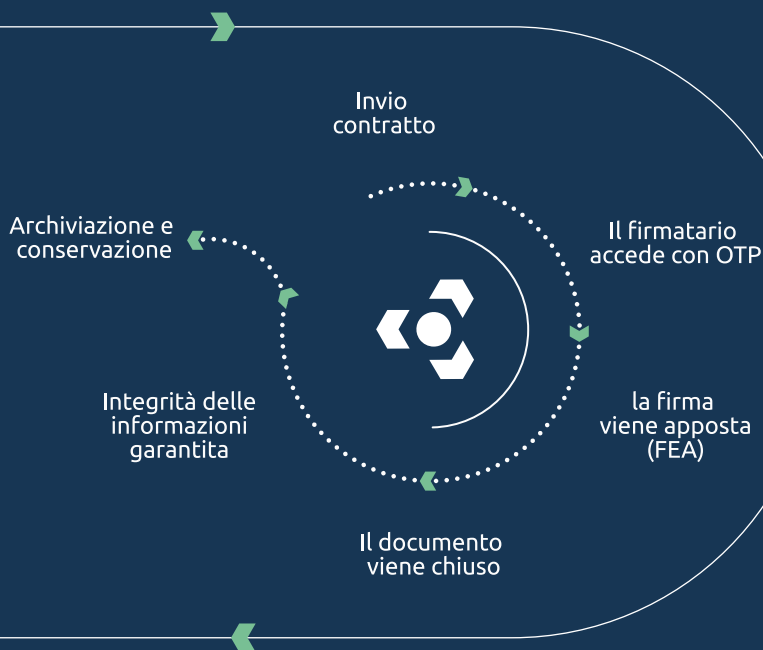 Invio
contratto
Il firmatario
accede con OTP
la firma
viene apposta
(FEA)
Il documento
viene chiuso
Integrità delle
informazioni
garantita
Archiviazione e
conservazione